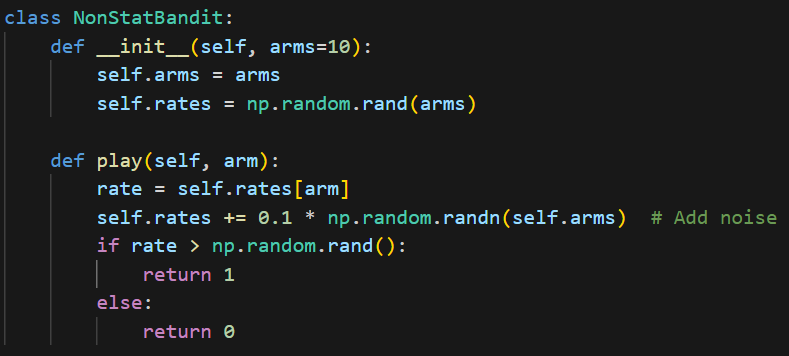 class NonStatBandit:
    def __init__(self, arms=10):
        self.arms = arms
        self.rates = np.random.rand(arms)

    def play(self, arm):
        rate = self.rates[arm]
        self.rates += 0.1 * np.random.randn(self.arms)  # Add noise
        if rate > np.random.rand():
            return 1
        else:
            return 0